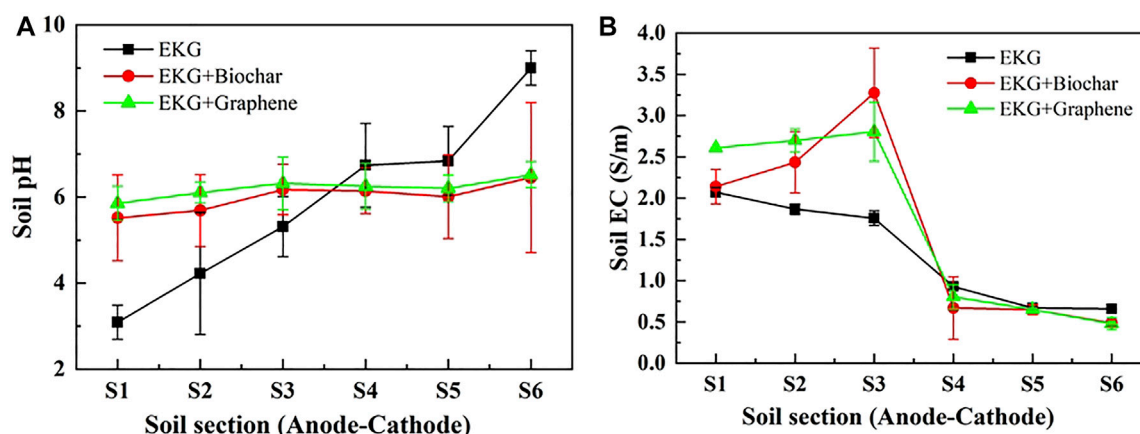 A
EKG
EKG+Biochar
EKG+Graphene
Soil pH
10
8
6
4
2
S1 S2 S3 S4 S5 S6
Soil section (Anode-Cathode)
B
EKG
EKG+Biochar
EKG+Graphene
Soil EC (S/m)
4.0
3.5
3.0
2.5
2.0
1.5
1.0
0.5
0.0
S1 S2 S3 S4 S5 S6
Soil section (Anode-Cathode)